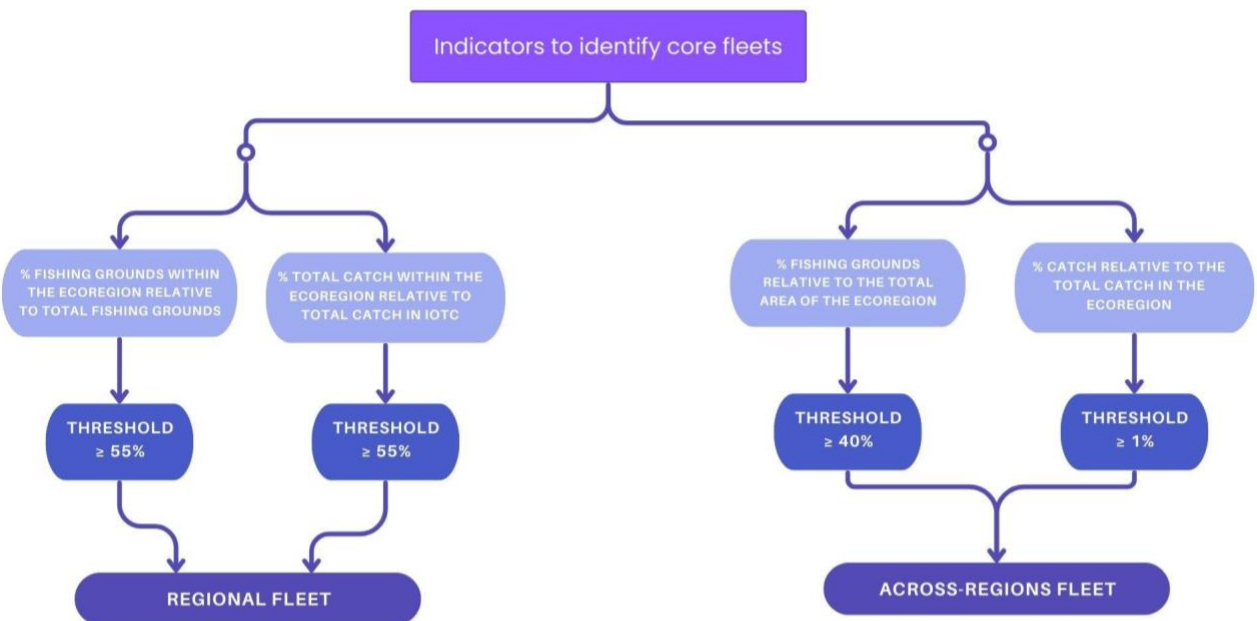 Indicators to identify core fleets
% FISHING GROUNDS WITHIN
THE ECOREGION RELATIVE
TO TOTAL FISHING GROUNDS
% TOTAL CATCH WITHIN THE
ECOREGION RELATIVE TO
TOTAL CATCH IN IOTC
% FISHING GROUNDS
RELATIVE TO THE TOTAL
AREA OF THE ECOREGION
% CATCH RELATIVE TO THE
TOTAL CATCH IN THE
ECOREGION
THRESHOLD
≥ 55%
THRESHOLD
≥ 55%
THRESHOLD
≥ 40%
THRESHOLD
≥ 1%
REGIONAL FLEET
ACROSS-REGIONS FLEET